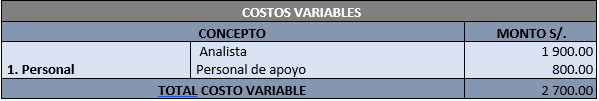 COSTOS VARIABLES
CONCEPTO MONTO S/.
Analista 1 900.00
1. Personal Personal de apoyo 800.00
TOTAL COSTO VARIABLE 2 700.00